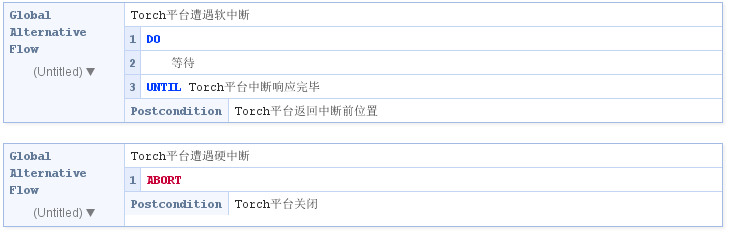 Global Alternative Flow
(Untitled) ▼
Torch平台遭遇软中断
1 DO
2 等待
3 UNTIL Torch平台中断响应完毕
Postcondition Torch平台返回中断前位置
Global Alternative Flow
(Untitled) ▼
Torch平台遭遇硬中断
1 ABORT
Postcondition Torch平台关闭